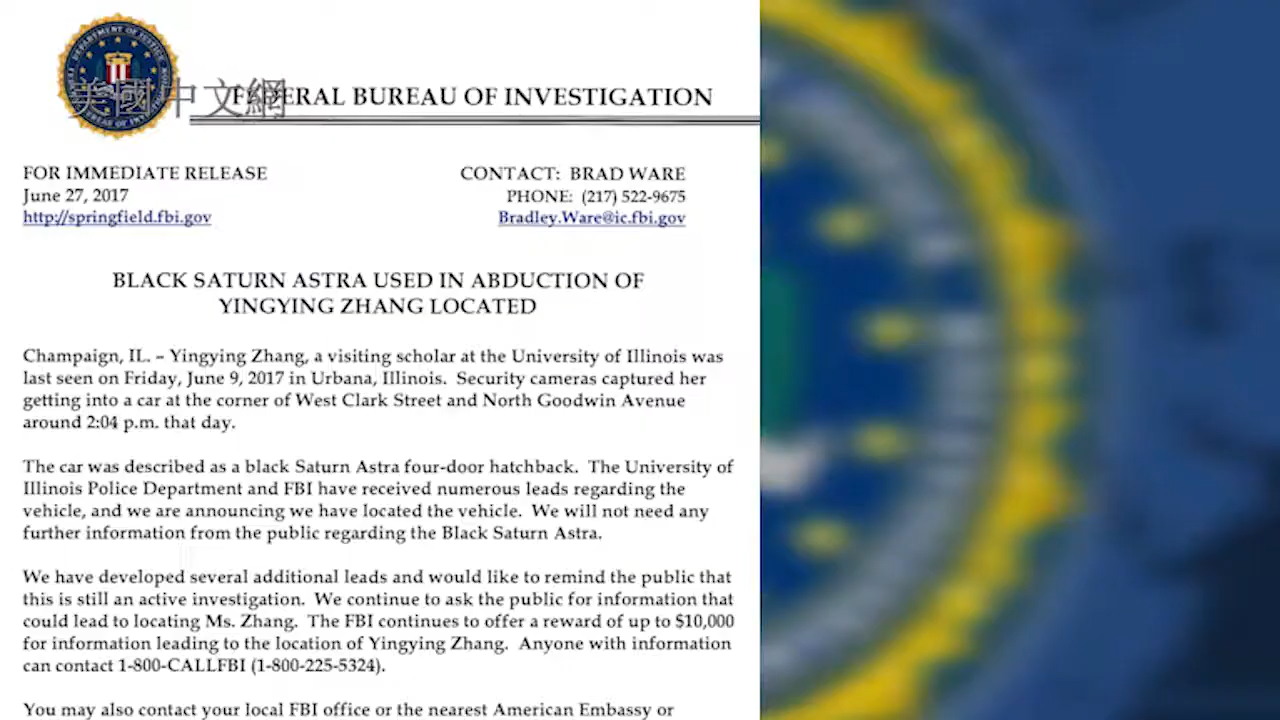 DEPARTMENT OF JUSTICE
美國中文網
FEDERAL BUREAU OF INVESTIGATION
FOR IMMEDIATE RELEASE
CONTACT: BRAD WARE
June 27, 2017
PHONE: (217) 522-9675
http://springfield.fbi.gov
Bradley.Ware@ic.fbi.gov
BLACK SATURN ASTRA USED IN ABDUCTION OF
YINGYING ZHANG LOCATED
Champaign, IL. – Yingying Zhang, a visiting scholar at the University of Illinois was
last seen on Friday, June 9, 2017 in Urbana, Illinois. Security cameras captured her
getting into a car at the corner of West Clark Street and North Goodwin Avenue
around 2:04 p.m. that day.
The car was described as a black Saturn Astra four-door hatchback. The University of
Illinois Police Department and FBI have received numerous leads regarding the
vehicle, and we are announcing we have located the vehicle. We will not need any
further information from the public regarding the Black Saturn Astra.
We have developed several additional leads and would like to remind the public that
this is still an active investigation. We continue to ask the public for information that
could lead to locating Ms. Zhang. The FBI continues to offer a reward of up to $10,000
for information leading to the location of Yingying Zhang. Anyone with information
can contact 1-800-CALLFBI (1-800-225-5324).
You may also contact your local FBI office or the nearest American Embassy or